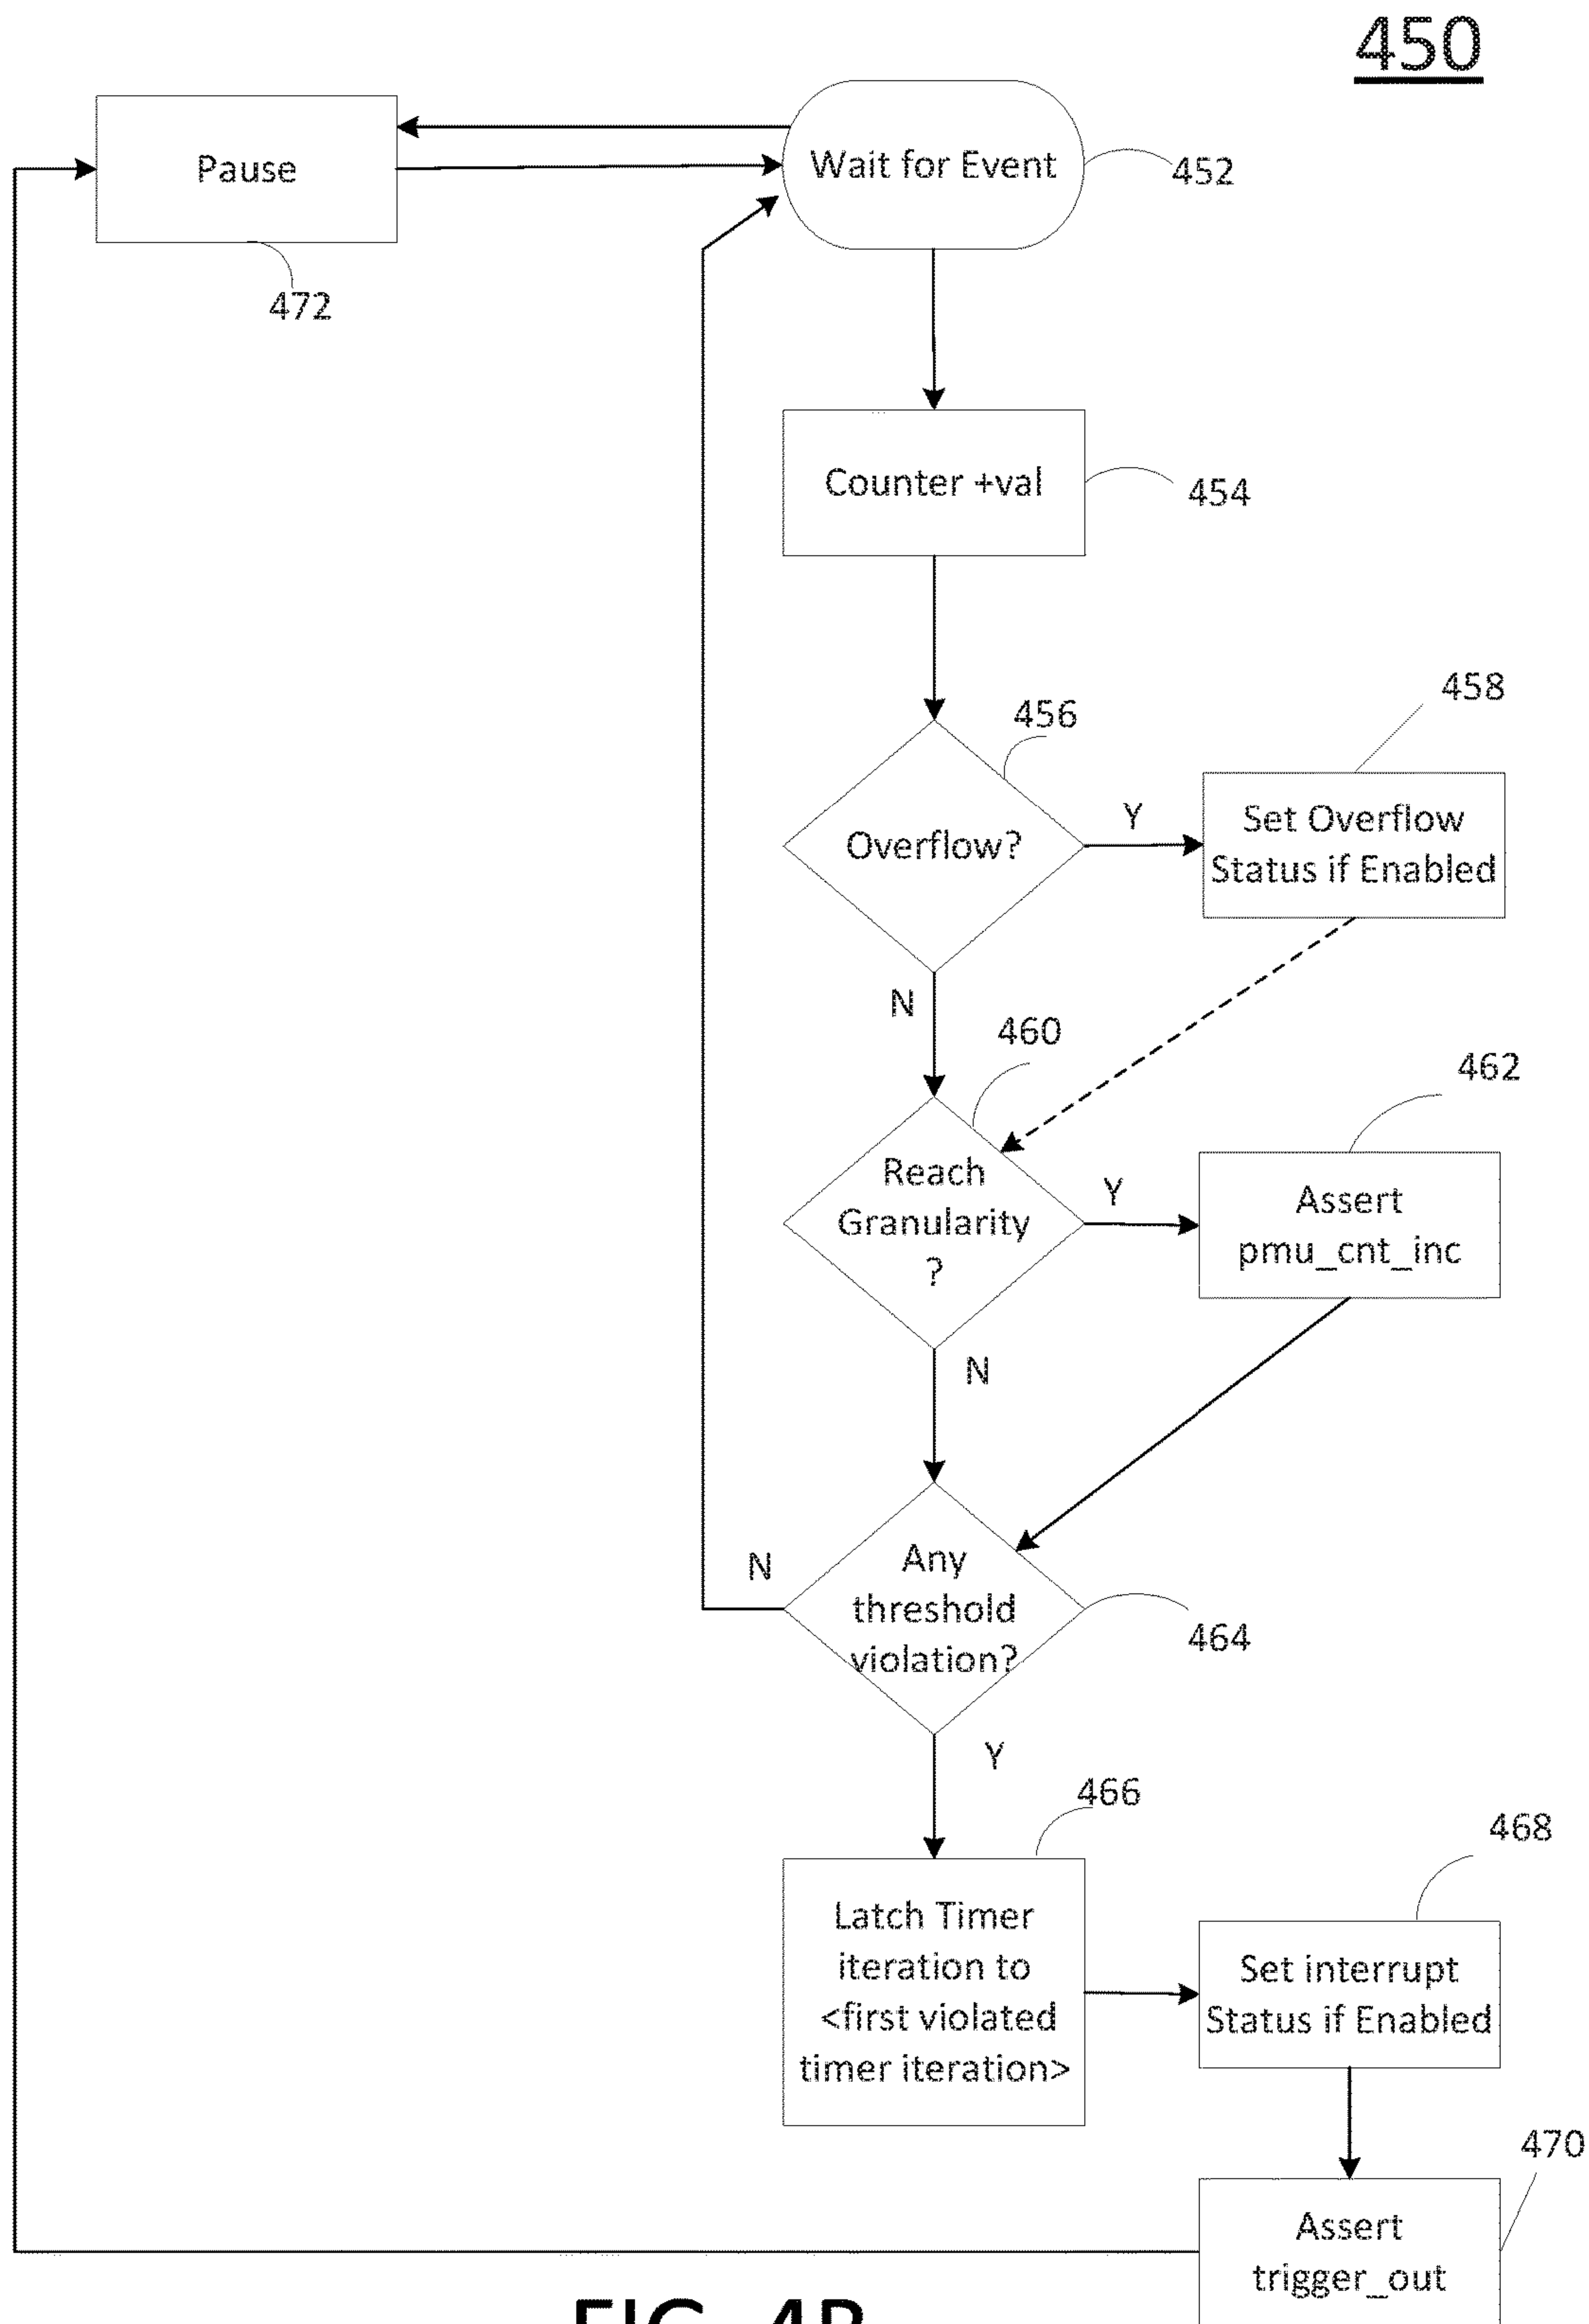 450
Pause
Wait for Event
452
472
Counter +val
454
458
456
Y
Set Overflow
Status if Enabled
Overflow?
N
460
462
Reach
Granularity
?
Y
Assert
pmu_cnt_inc
N
Any
threshold
violation?
N
464
Y
466
468
Latch Timer
iteration to
<first violated
timer iteration>
Set interrupt
Status if Enabled
470
Assert
trigger_out
FIG. 4B